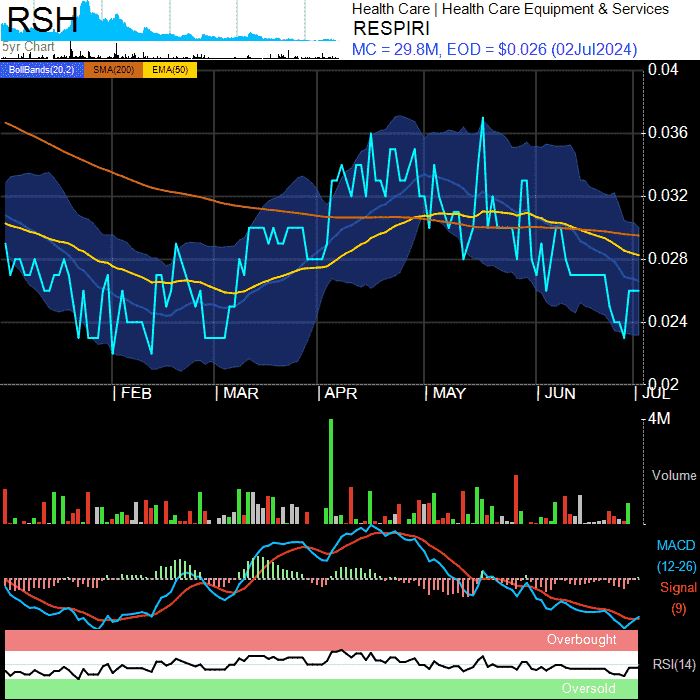 RSH
5yr Chart
Health Care | Health Care Equipment & Services
RESPIRI
MC = 29.8M, EOD = $0.026 (02Jul2024)
BollBands(20,2) SMA(200) EMA(50)
0.04
0.036
0.032
0.028
0.024
0.02
FEB MAR APR MAY JUN JUL
4M
Volume
MACD
(12-26)
Signal
(9)
Overbought
RSI(14)
Oversold